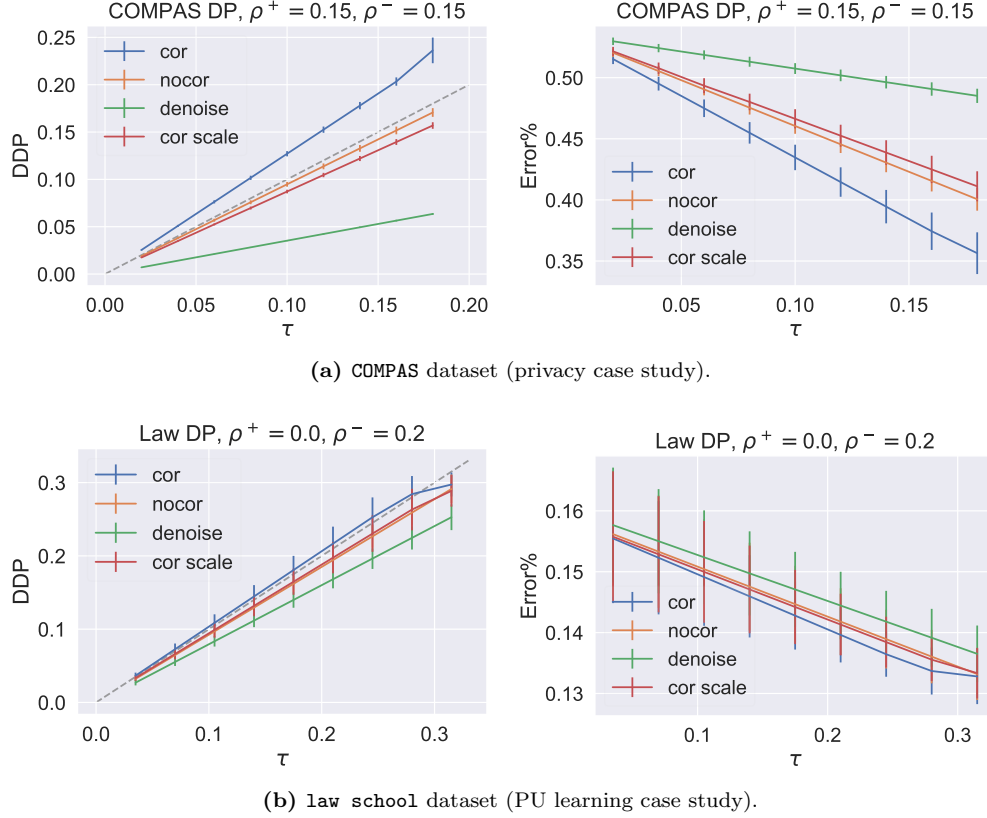 COMPAS DP, ρ⁺ = 0.15, ρ⁻ = 0.15
0.25
0.20
0.15
0.10
0.05
0.00
DDP
cor
nocor
denoise
cor scale
0.00 0.05 0.10 0.15 0.20
τ
COMPAS DP, ρ⁺ = 0.15, ρ⁻ = 0.15
0.50
0.45
0.40
0.35
Error%
cor
nocor
denoise
cor scale
0.05 0.10 0.15
τ
(a) COMPAS dataset (privacy case study).
Law DP, ρ⁺ = 0.0, ρ⁻ = 0.2
0.3
0.2
0.1
0.0
DDP
cor
nocor
denoise
cor scale
0.0 0.1 0.2 0.3
τ
Law DP, ρ⁺ = 0.0, ρ⁻ = 0.2
0.16
0.15
0.14
0.13
Error%
cor
nocor
denoise
cor scale
0.1 0.2 0.3
τ
(b) law school dataset (PU learning case study).